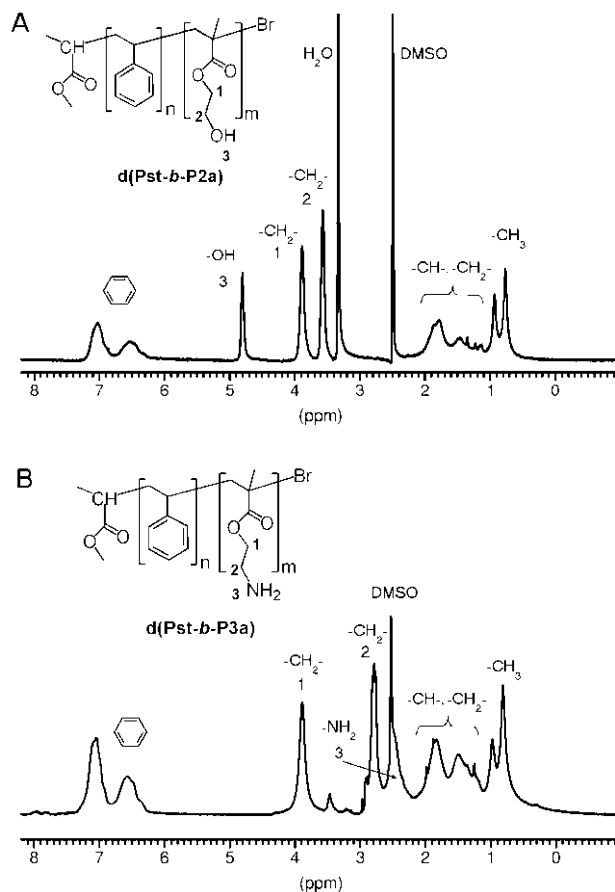 A
CH
Br
O
O
O
O
n
m
1
2
OH
3
d(Pst-b-P2a)
H₂O
DMSO
-CH₂-
2
-CH₂-
1
-OH
3
-CH-, -CH₂-
-CH₃
8 7 6 5 4 3 2 1 0
(ppm)
B
CH
Br
O
O
O
O
n
m
1
2
3 NH₂
d(Pst-b-P3a)
DMSO
-CH₂-
1
-CH₂-
2
-NH₂
3
-CH-, -CH₂-
-CH₃
8 7 6 5 4 3 2 1 0
(ppm)